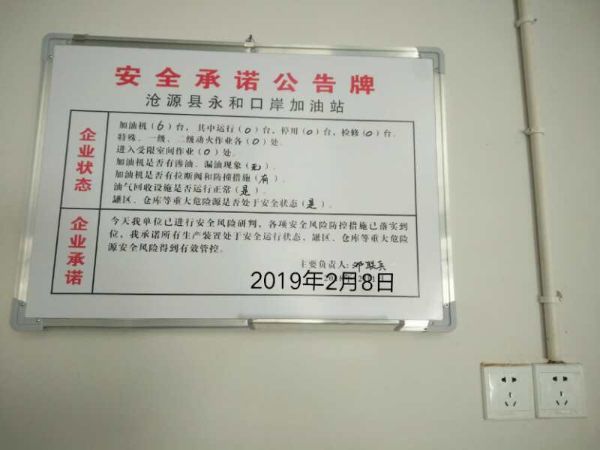 安全承诺公告牌
沧源县永和口岸加油站
企业状态
加油机(6)台,其中运行(0)台,停用(0)台,检修(0)台。
特殊、一级、二级动火作业各(0)处。
进入受限空间作业(0)处。
加油机是否有渗油、漏油现象(无)。
加油机是否有拉断阀和防撞措施(有)。
油气回收设施是否运行正常(是)。
罐区、仓库等重大危险源是否处于安全状态(是)。
企业承诺
今天我单位已进行安全风险研判,各项安全风险防控措施已落实到
位,我承诺所有生产装置处于安全运行状态,罐区、仓库等重大危险
源安全风险得到有效管控。
主要负责人:邓联兵
2019年2月8日